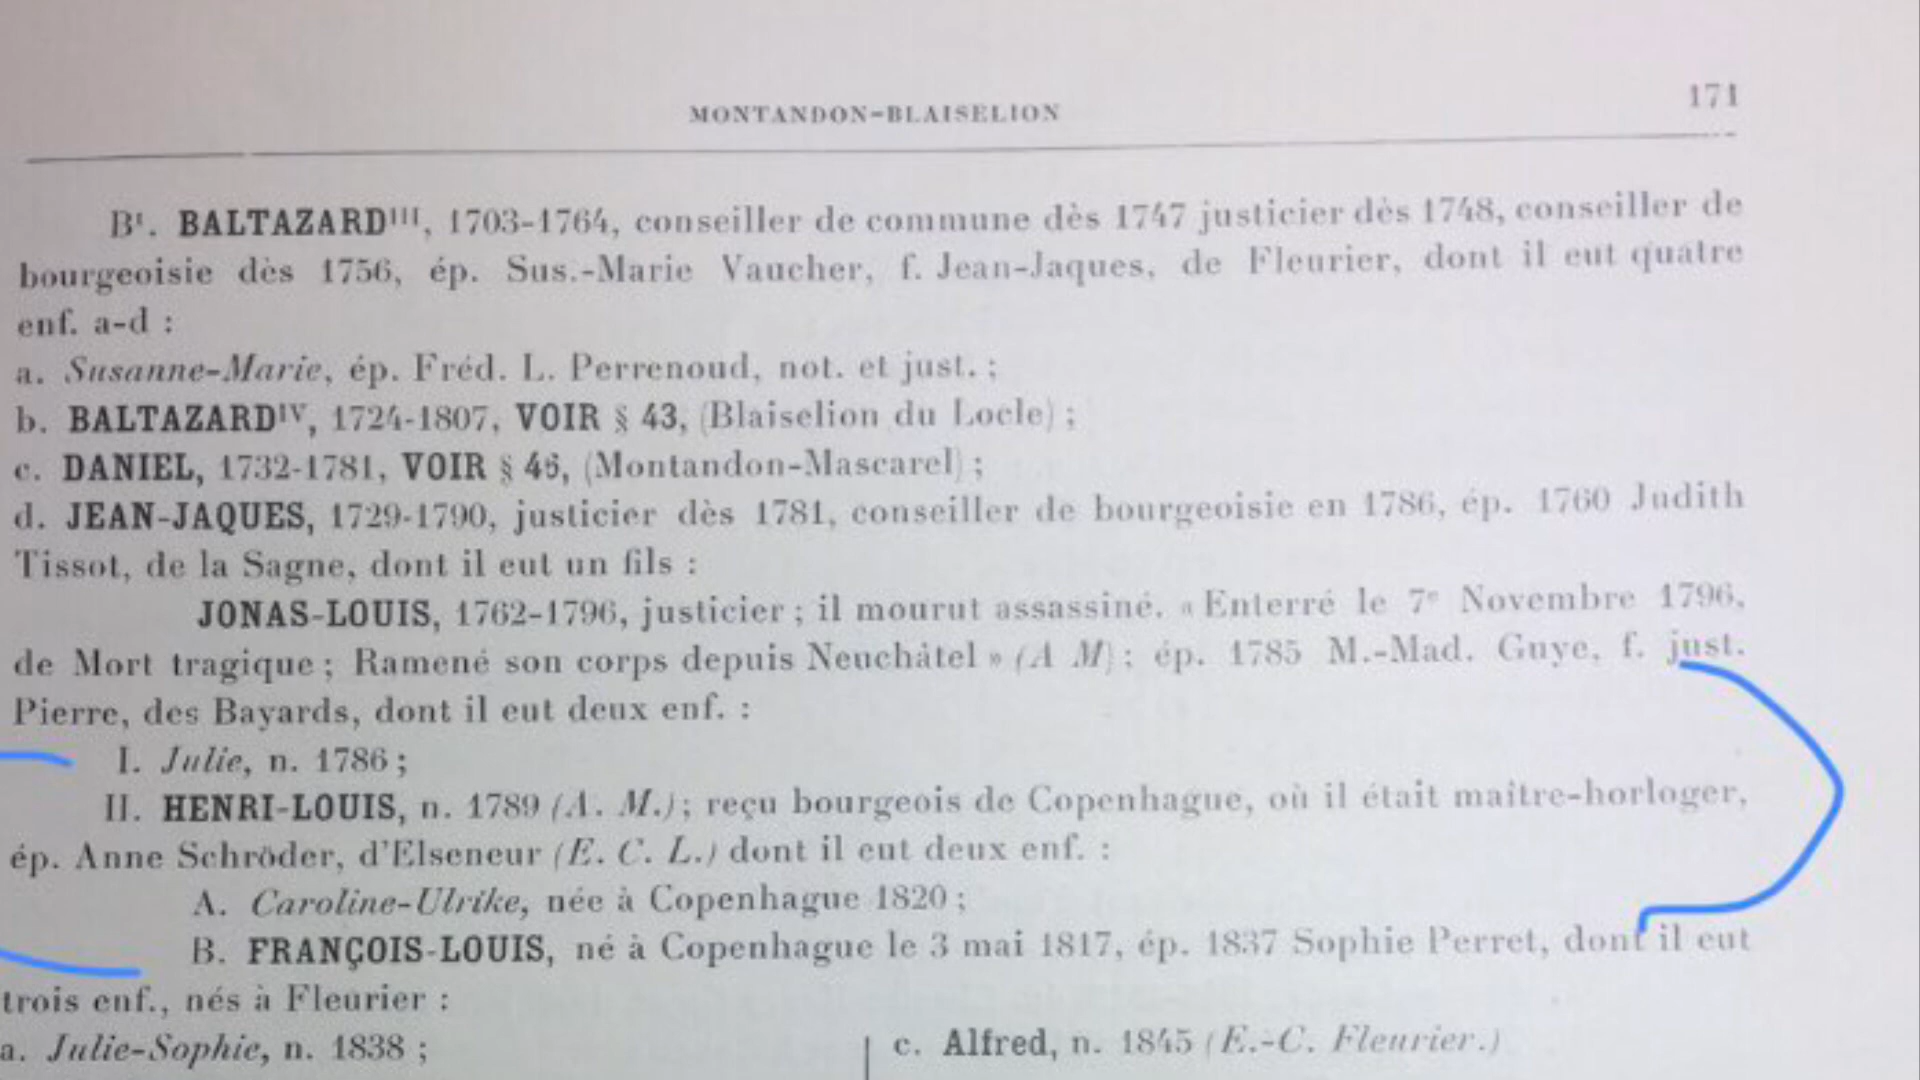 MONTANDON-BLAISELION
171
B¹. BALTAZARDIII, 1703-1764, conseiller de commune dès 1747 justicier dès 1748, conseiller de
bourgeoisie dès 1756, ép. Sus.-Marie Vaucher, f. Jean-Jaques, de Fleurier, dont il eut quatre
enf. a-d :
a. Susanne-Marie, ép. Fréd. L. Perrenoud, not. et just. ;
b. BALTAZARDIV, 1724-1807, VOIR § 43, (Blaiselion du Locle) ;
c. DANIEL, 1732-1781, VOIR § 46, (Montandon-Mascarel) ;
d. JEAN-JAQUES, 1729-1790, justicier dès 1781, conseiller de bourgeoisie en 1786, ép. 1760 Judith
Tissot, de la Sagne, dont il eut un fils :
JONAS-LOUIS, 1762-1796, justicier ; il mourut assassiné. « Enterré le 7e Novembre 1796,
de Mort tragique ; Ramené son corps depuis Neuchâtel » (A M) ; ép. 1785 M.-Mad. Guye, f. just.
Pierre, des Bayards, dont il eut deux enf. :
I. Julie, n. 1786 ;
II. HENRI-LOUIS, n. 1789 (A. M.) ; reçu bourgeois de Copenhague, où il était maître-horloger,
ép. Anne Schröder, d'Elseneur (E. C. L.) dont il eut deux enf. :
A. Caroline-Ulrike, née à Copenhague 1820 ;
B. FRANÇOIS-LOUIS, né à Copenhague le 3 mai 1817, ép. 1837 Sophie Perret, dont il eut
trois enf., nés à Fleurier :
a. Julie-Sophie, n. 1838 ;
c. Alfred, n. 1845 (E.-C. Fleurier.)